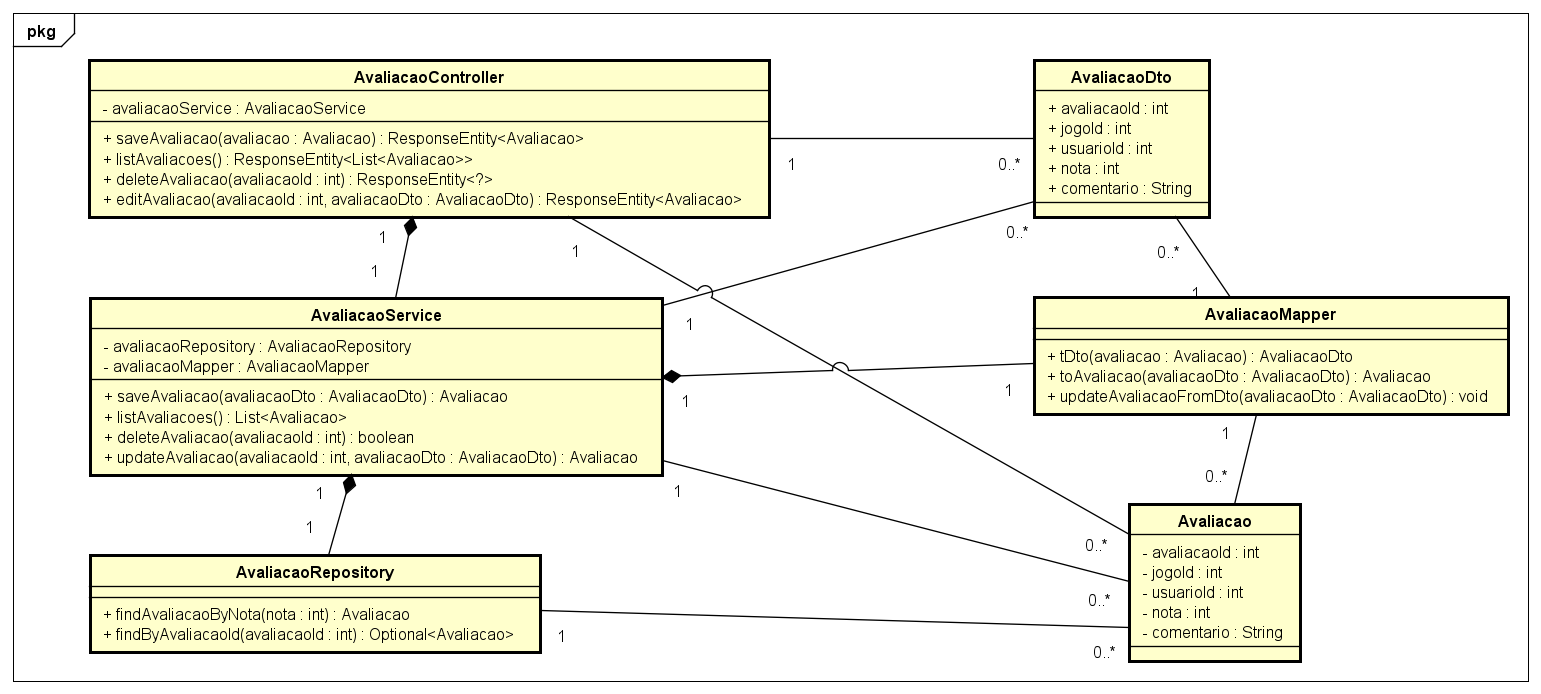 pkg
AvaliacaoController
- avaliacaoService : AvaliacaoService
+ saveAvaliacao(avaliacao : Avaliacao) : ResponseEntity<Avaliacao>
+ listAvaliacoes() : ResponseEntity<List<Avaliacao>>
+ deleteAvaliacao(avaliacaoId : int) : ResponseEntity<?>
+ editAvaliacao(avaliacaoId : int, avaliacaoDto : AvaliacaoDto) : ResponseEntity<Avaliacao>
AvaliacaoDto
+ avaliacaoId : int
+ jogoId : int
+ usuarioId : int
+ nota : int
+ comentario : String
1
0..*
1
1
1
0..*
0..*
1
1
AvaliacaoService
- avaliacaoRepository : AvaliacaoRepository
- avaliacaoMapper : AvaliacaoMapper
+ saveAvaliacao(avaliacaoDto : AvaliacaoDto) : Avaliacao
+ listAvaliacoes() : List<Avaliacao>
+ deleteAvaliacao(avaliacaoId : int) : boolean
+ updateAvaliacao(avaliacaoId : int, avaliacaoDto : AvaliacaoDto) : Avaliacao
AvaliacaoMapper
+ tDto(avaliacao : Avaliacao) : AvaliacaoDto
+ toAvaliacao(avaliacaoDto : AvaliacaoDto) : Avaliacao
+ updateAvaliacaoFromDto(avaliacaoDto : AvaliacaoDto) : void
1
1
1
0..*
1
1
1
0..*
0..*
AvaliacaoRepository
+ findAvaliacaoByNota(nota : int) : Avaliacao
+ findByAvaliacaoId(avaliacaoId : int) : Optional<Avaliacao>
1
0..*
Avaliacao
- avaliacaoId : int
- jogoId : int
- usuarioId : int
- nota : int
- comentario : String